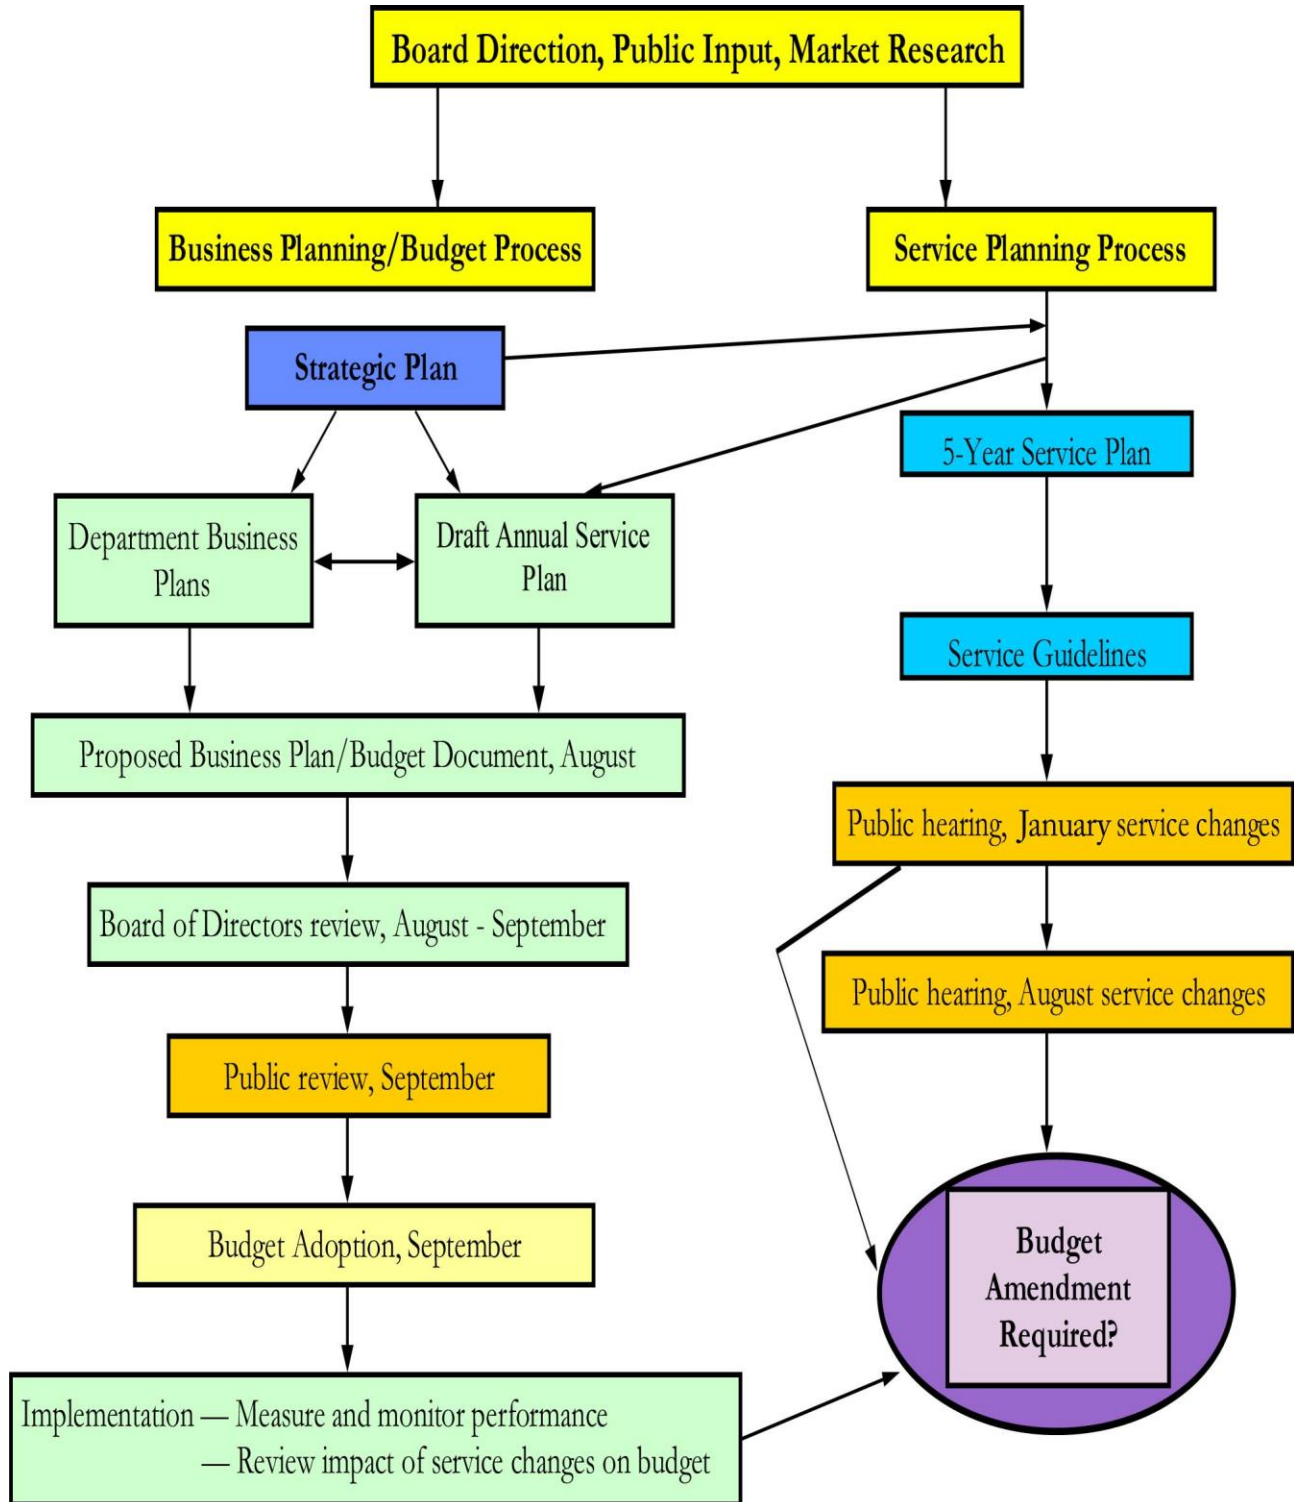 Board Direction, Public Input, Market Research
Business Planning/Budget Process
Service Planning Process
Strategic Plan
5-Year Service Plan
Department Business
Plans
Draft Annual Service
Plan
Service Guidelines
Proposed Business Plan/Budget Document, August
Public hearing, January service changes
Board of Directors review, August - September
Public hearing, August service changes
Public review, September
Budget Adoption, September
Budget
Amendment
Required?
Implementation — Measure and monitor performance
— Review impact of service changes on budget